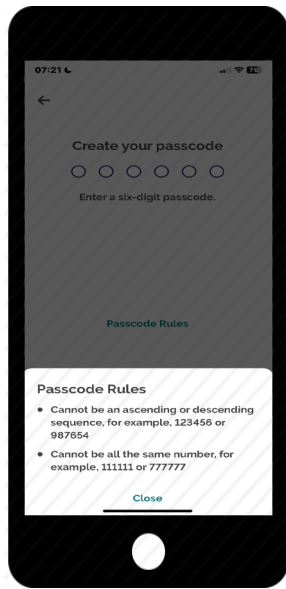 07:21
70
Create your passcode
Enter a six-digit passcode.
Passcode Rules
Passcode Rules
• Cannot be an ascending or descending
sequence, for example, 123456 or
987654
• Cannot be all the same number, for
example, 111111 or 777777
Close